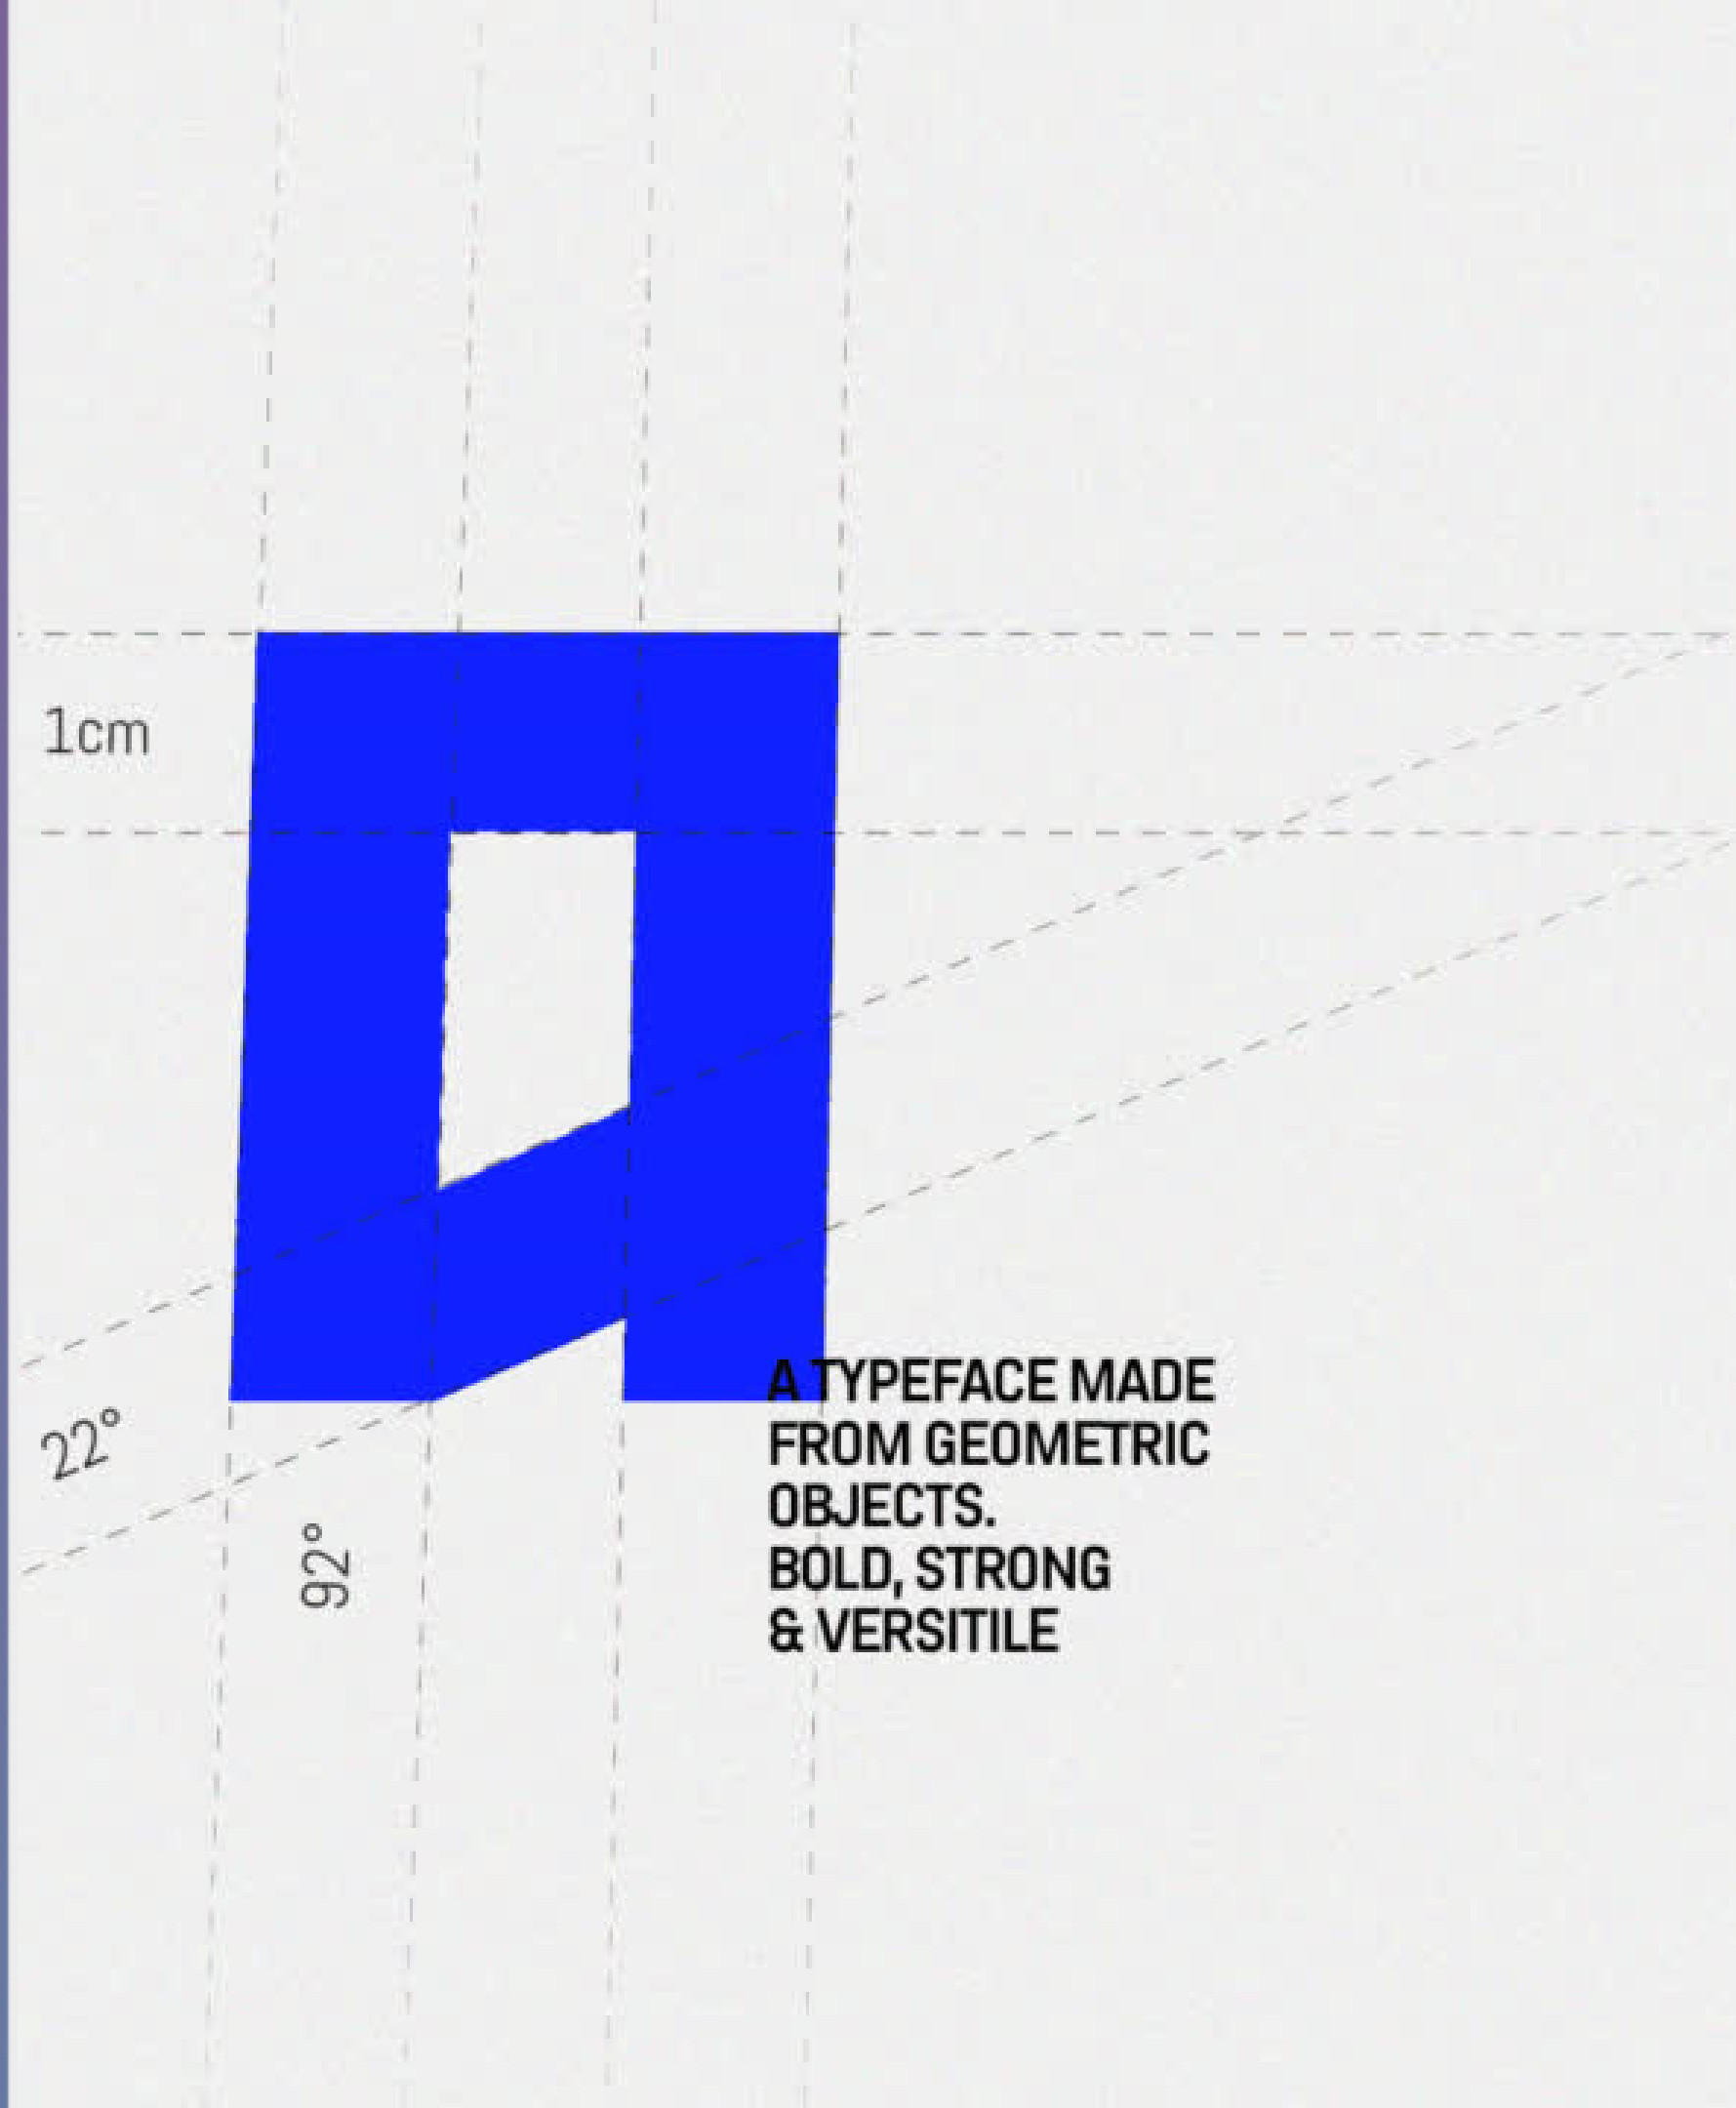 1cm
22°
92°
A TYPEFACE MADE
FROM GEOMETRIC
OBJECTS.
BOLD, STRONG
& VERSITILE